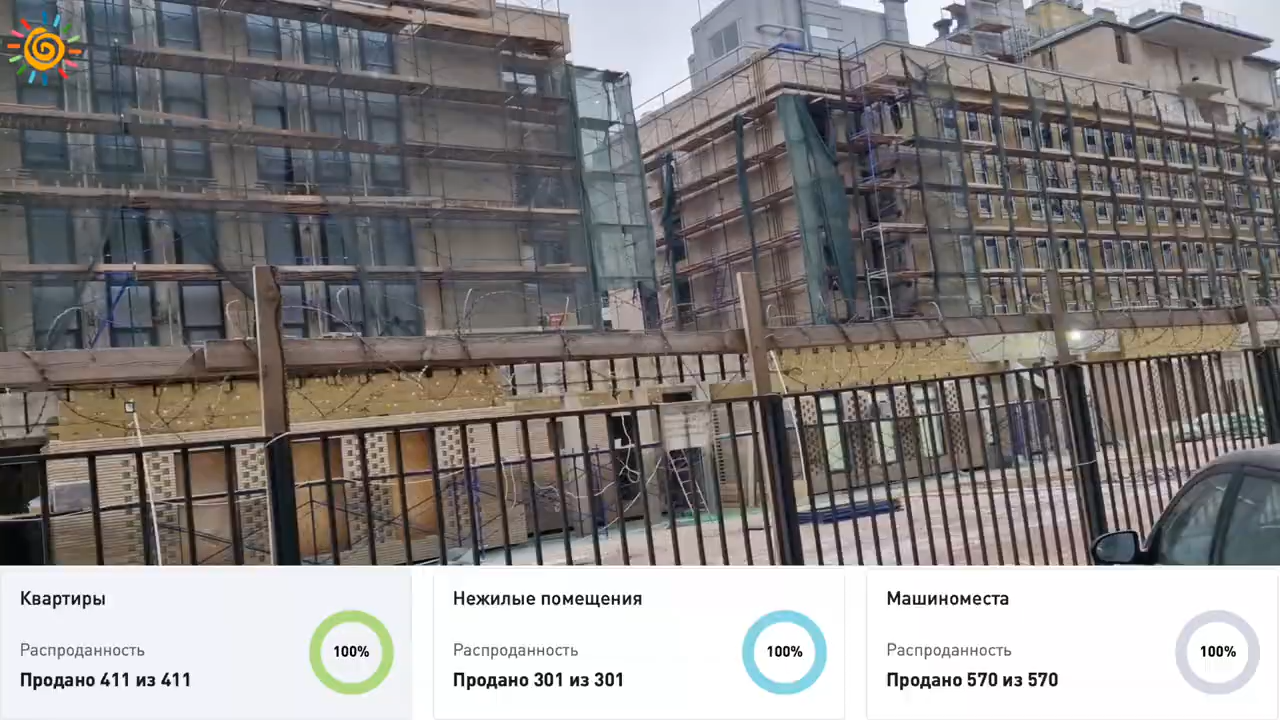 Квартиры
Распроданность
Продано 411 из 411
100%
Нежилые помещения
Распроданность
Продано 301 из 301
100%
Машиноместа
Распроданность
Продано 570 из 570
100%